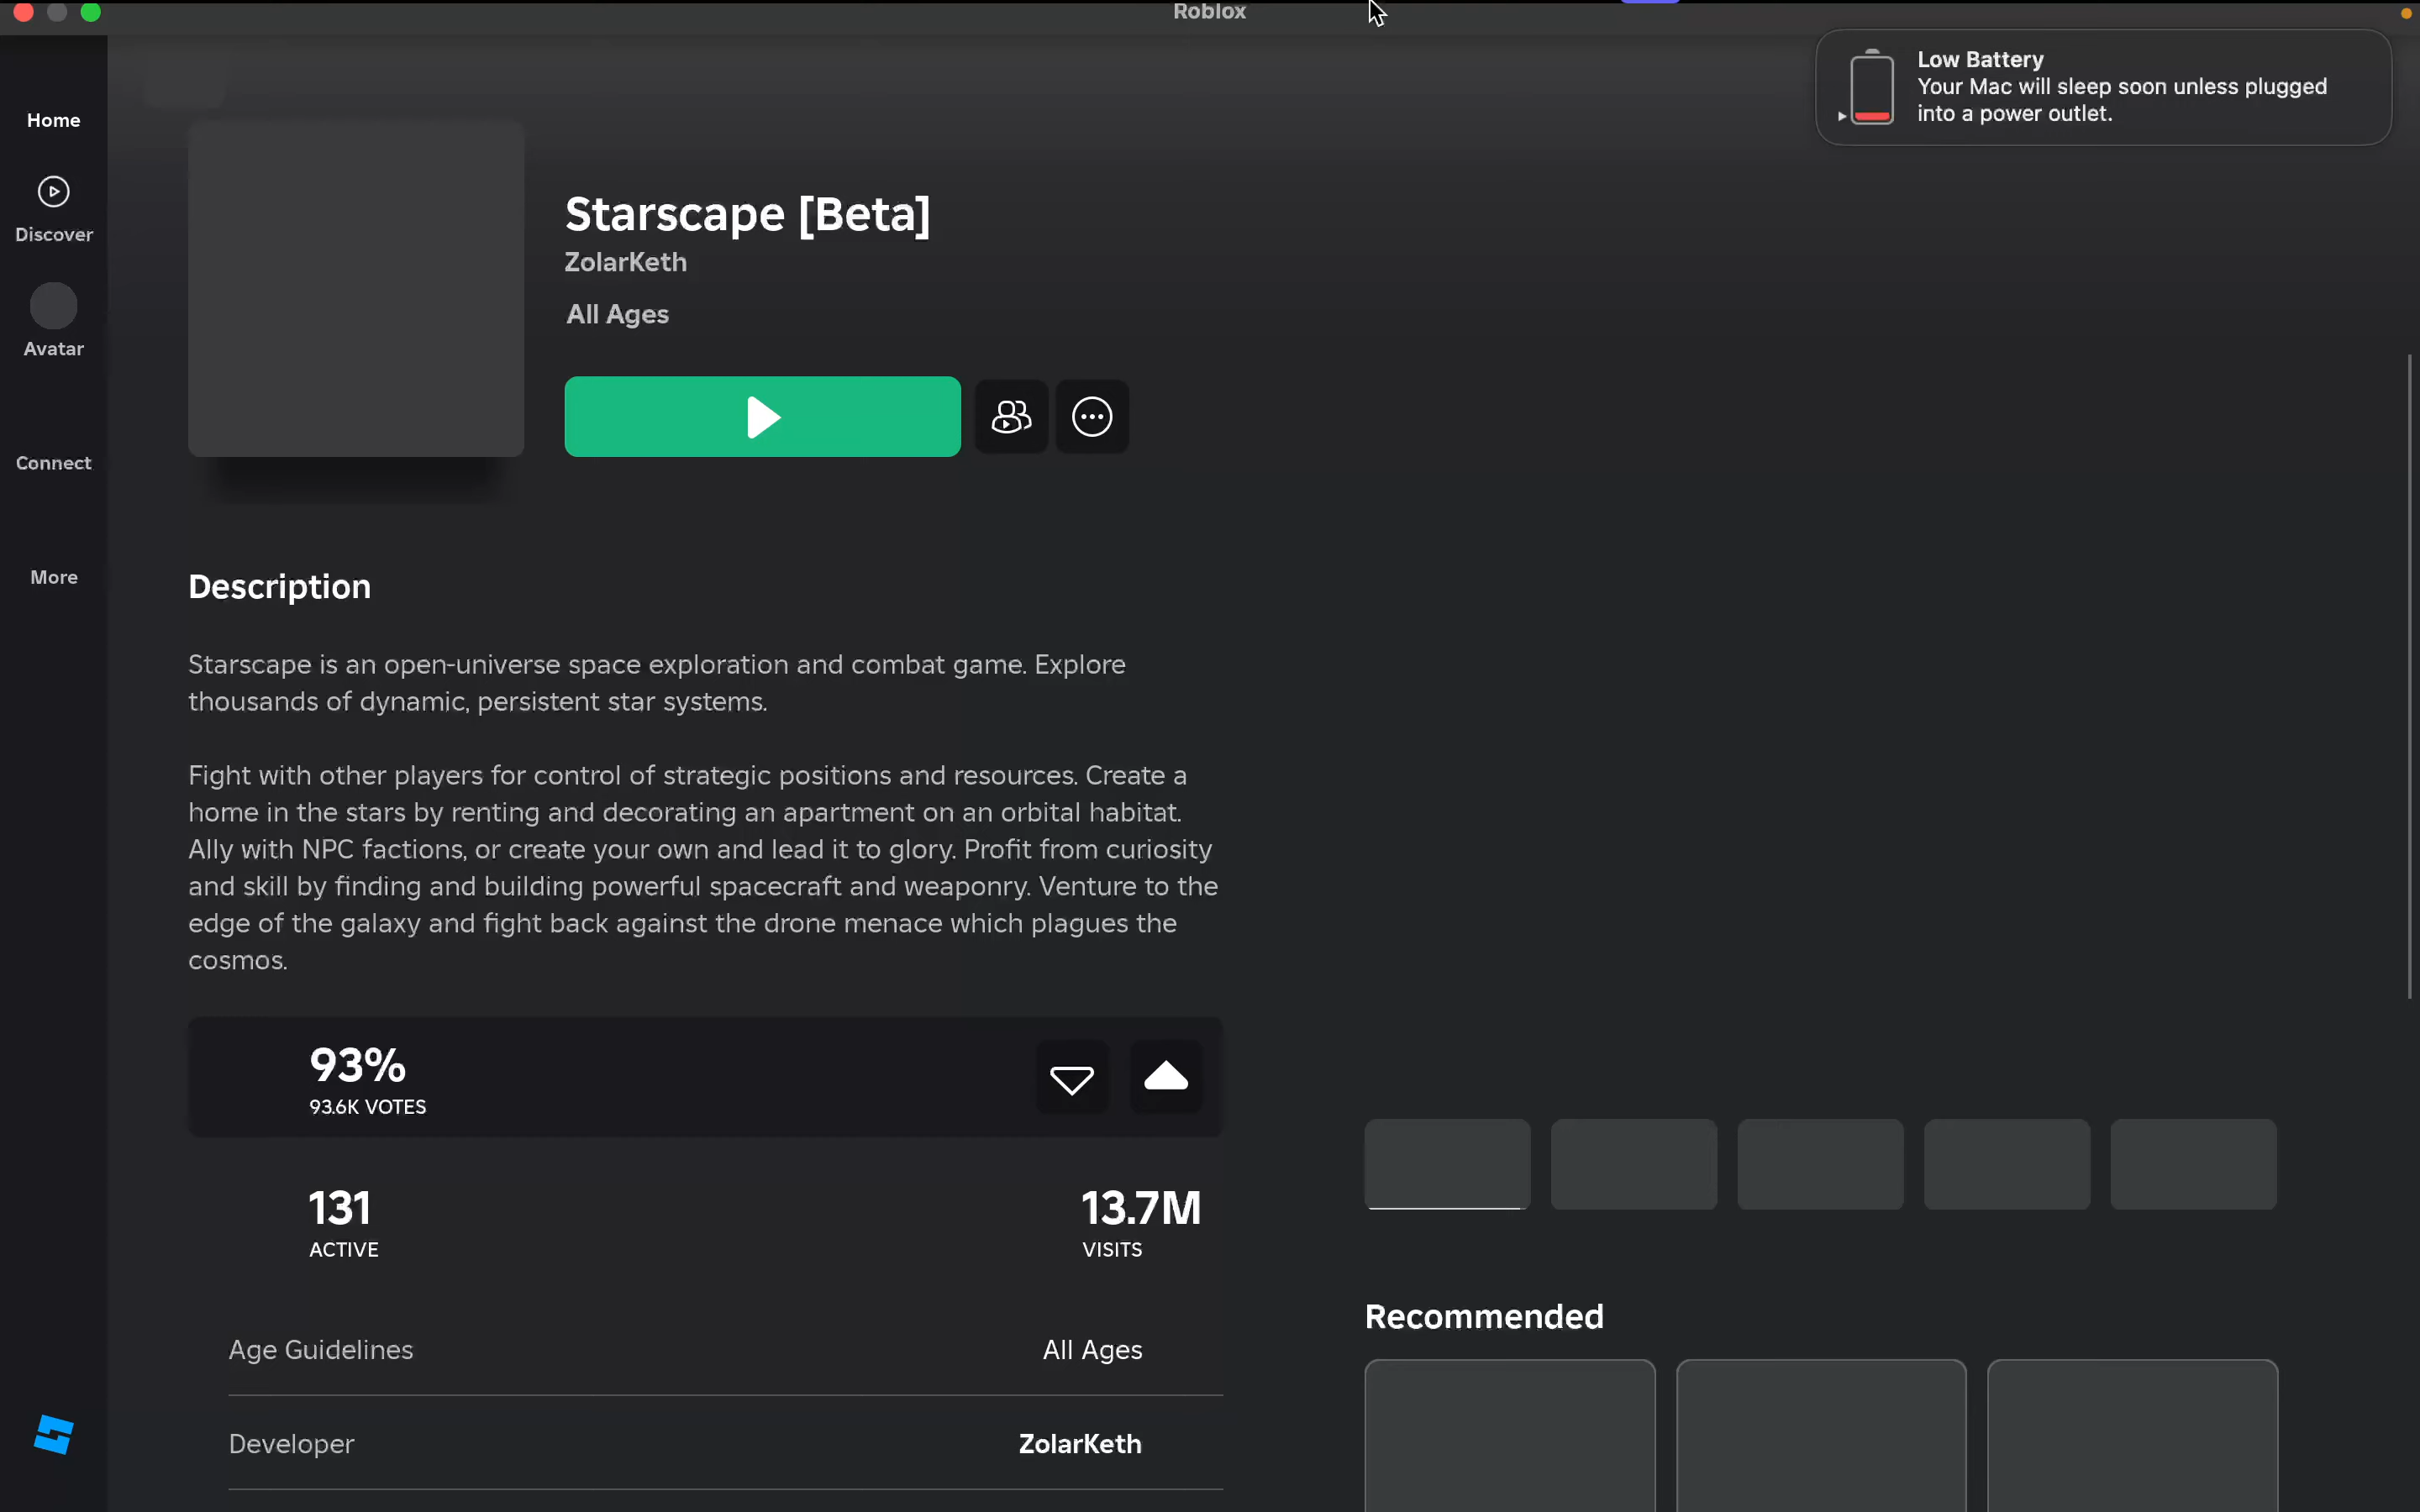 Roblox
Low Battery
Your Mac will sleep soon unless plugged
into a power outlet.
Home
Discover
Avatar
Connect
More
Starscape [Beta]
ZolarKeth
All Ages
Description
Starscape is an open-universe space exploration and combat game. Explore
thousands of dynamic, persistent star systems.
Fight with other players for control of strategic positions and resources. Create a
home in the stars by renting and decorating an apartment on an orbital habitat.
Ally with NPC factions, or create your own and lead it to glory. Profit from curiosity
and skill by finding and building powerful spacecraft and weaponry. Venture to the
edge of the galaxy and fight back against the drone menace which plagues the
cosmos.
93%
93.6K VOTES
131
ACTIVE
13.7M
VISITS
Age Guidelines
All Ages
Developer
ZolarKeth
Recommended